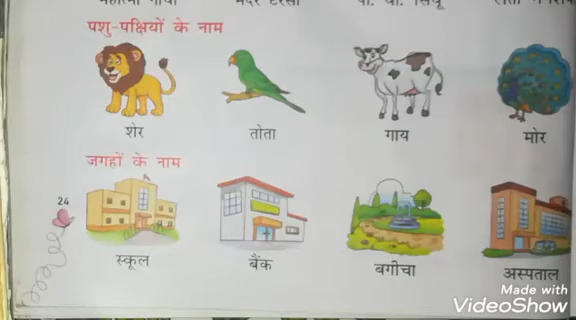 पशु-पक्षियों के नाम
शेर तोता गाय मोर
जगहों के नाम
24
स्कूल बैंक बगीचा अस्पताल
Made with
VideoShow